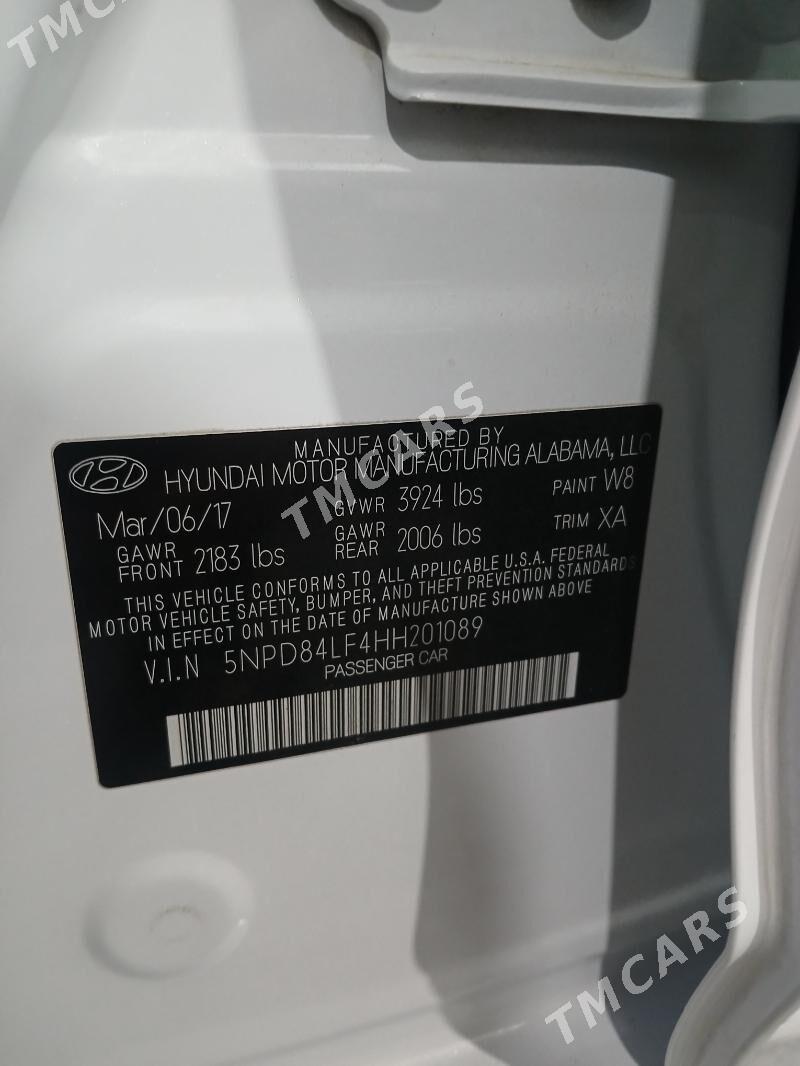 TMCARS
MANUFACTURED BY
HYUNDAI MOTOR MANUFACTURING ALABAMA, LLC
Mar/06/17 GVWR 3924 lbs PAINT W8
GAWR FRONT 2183 lbs GAWR REAR 2006 lbs TRIM XA
THIS VEHICLE CONFORMS TO ALL APPLICABLE U.S.A. FEDERAL
MOTOR VEHICLE SAFETY, BUMPER, AND THEFT PREVENTION STANDARDS
IN EFFECT ON THE DATE OF MANUFACTURE SHOWN ABOVE
V.I.N 5NPD84LF4HH201089
PASSENGER CAR
TMCARS
TMCARS